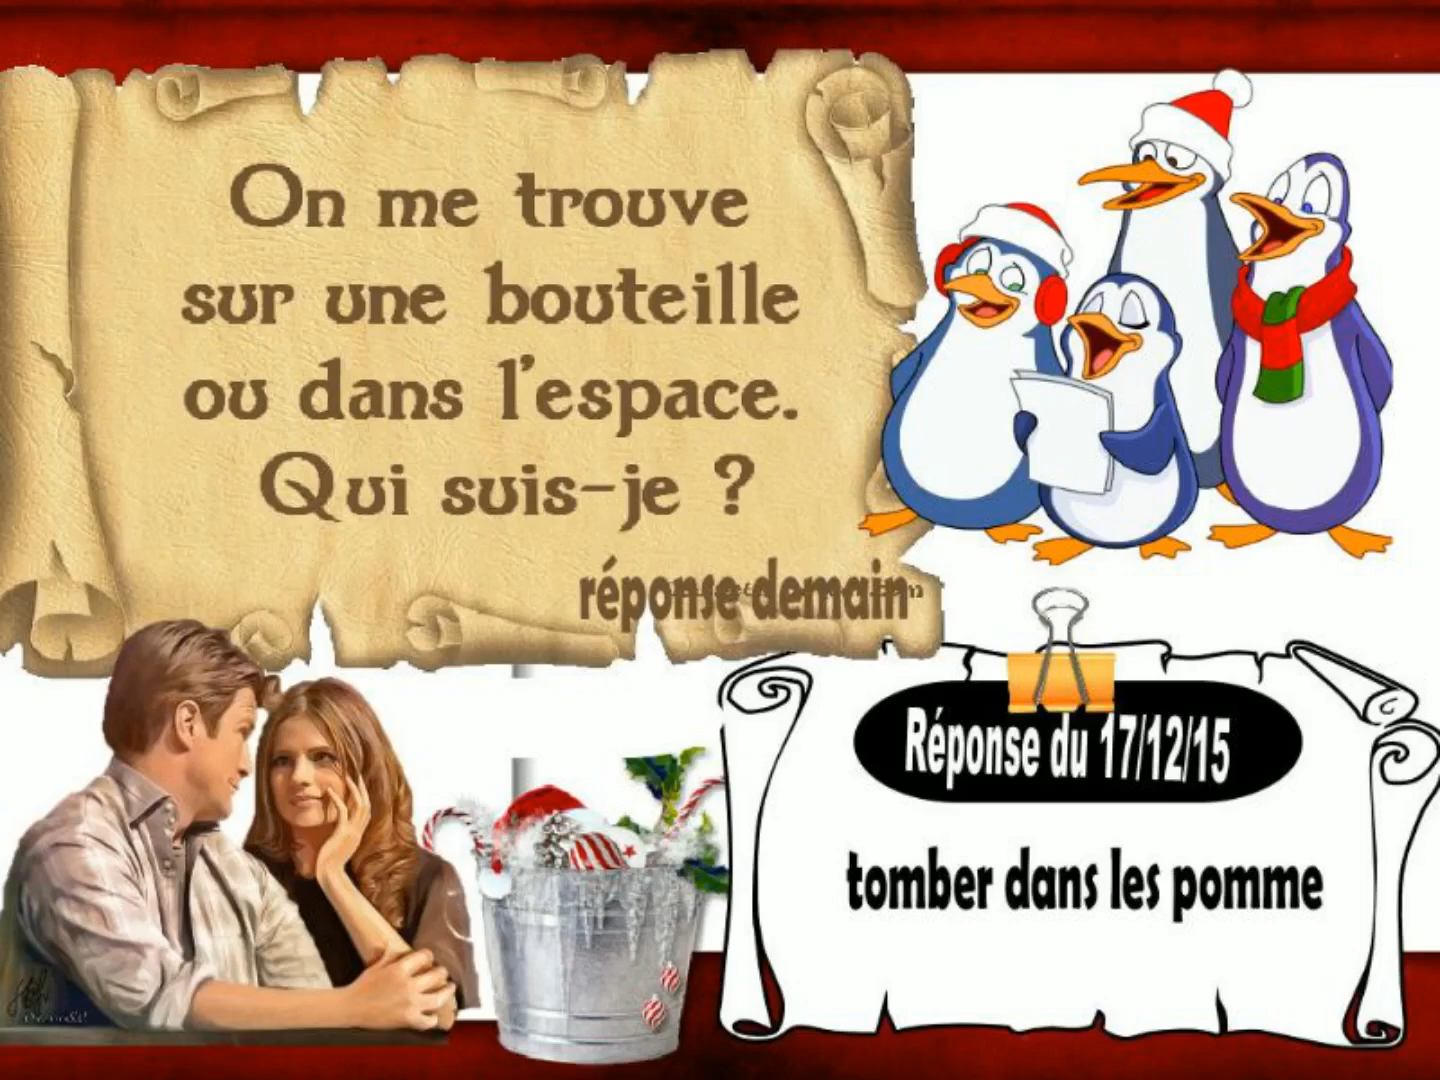 On me trouve
sur une bouteille
ou dans l'espace.
Qui suis-je ?
réponse demain
Réponse du 17/12/15
tomber dans les pomme